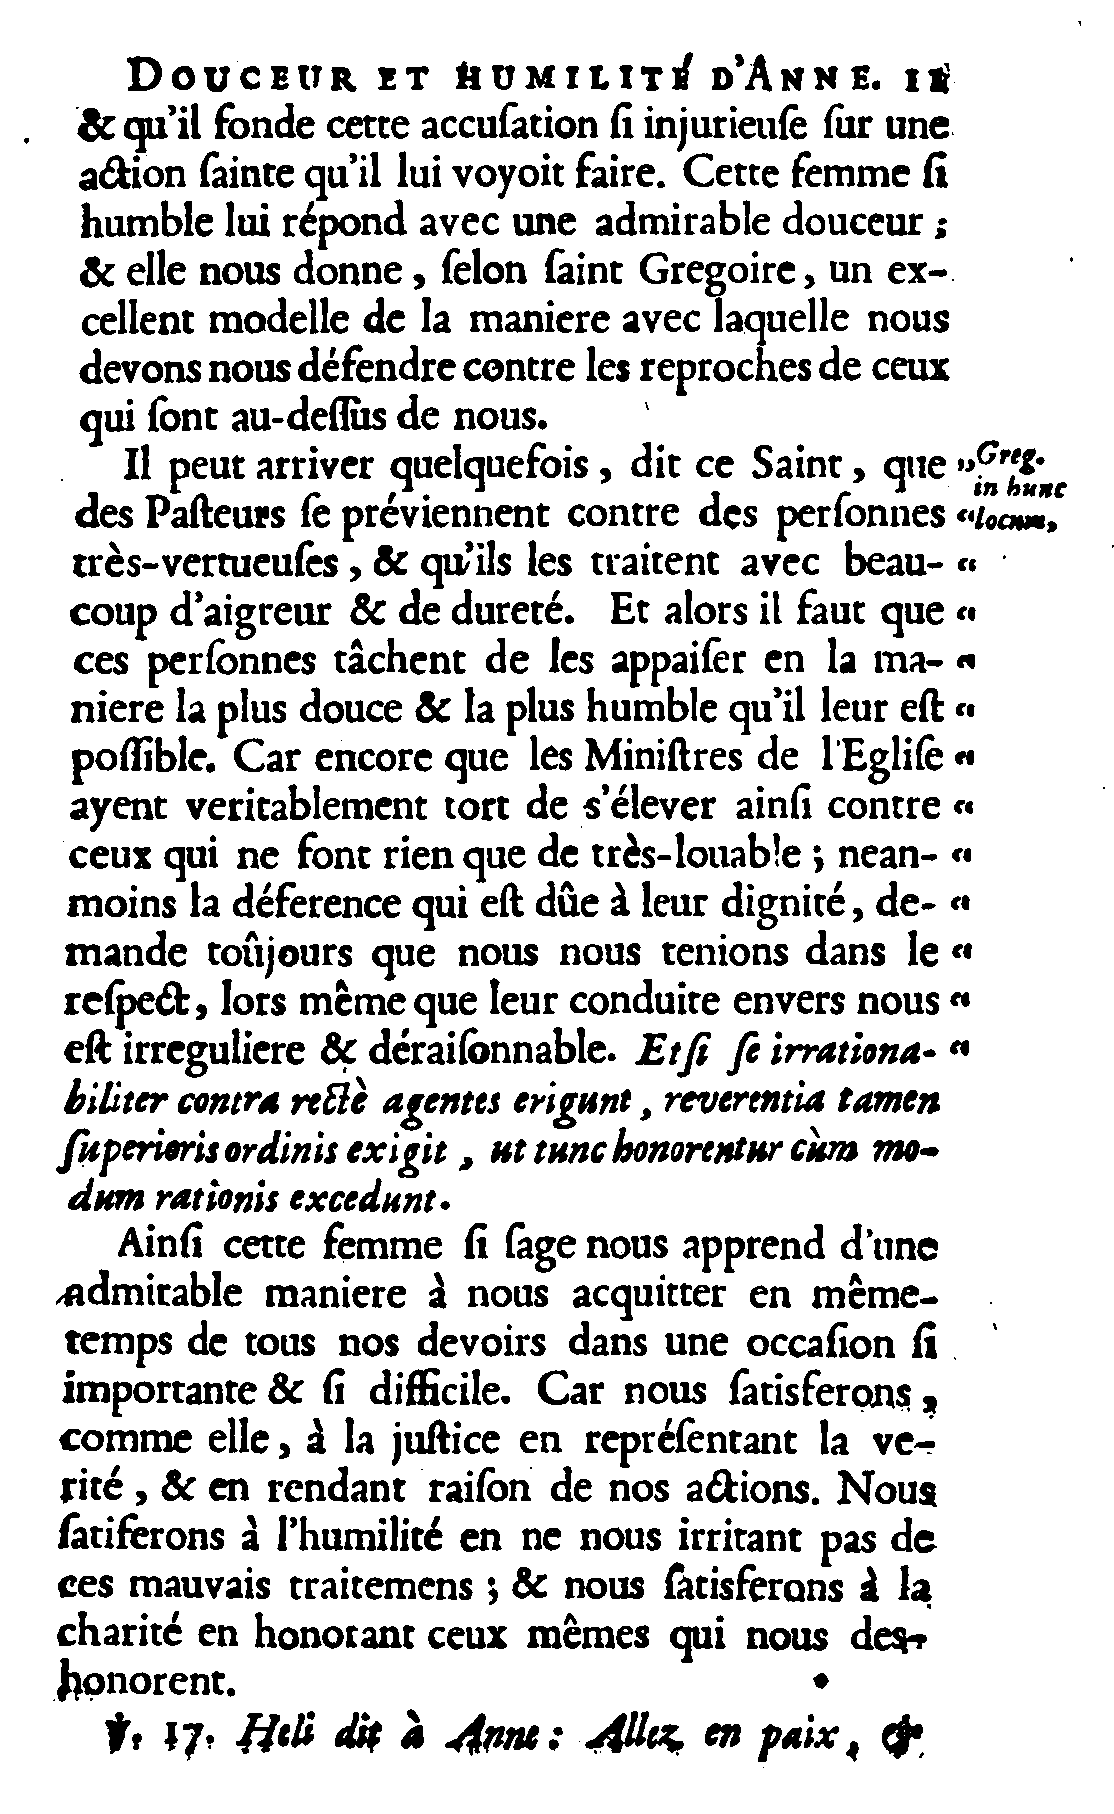 DOUCEUR ET HUMILITÉ D'ANNE. 11
& qu'il fonde cette accuſation ſi injurieuſe ſur une
action ſainte qu'il lui voyoit faire. Cette femme ſi
humble lui répond avec une admirable douceur ;
& elle nous donne , ſelon ſaint Gregoire, un ex-
cellent modelle de la maniere avec laquelle nous
devons nous défendre contre les reproches de ceux
qui ſont au-deſſus de nous.
Il peut arriver quelquefois , dit ce Saint , que „ Greg.
in hunc
des Paſteurs ſe préviennent contre des perſonnes “ locum,
très-vertueuſes , & qu'ils les traitent avec beau- “
coup d'aigreur & de dureté. Et alors il faut que “
ces perſonnes tâchent de les appaiſer en la ma- “
niere la plus douce & la plus humble qu'il leur eſt “
poſſible. Car encore que les Miniſtres de l'Egliſe “
ayent veritablement tort de s'élever ainſi contre “
ceux qui ne font rien que de très-louable ; nean- “
moins la déference qui eſt dûe à leur dignité, de- “
mande toûjours que nous nous tenions dans le “
reſpect, lors même que leur conduite envers nous “
eſt irreguliere & déraiſonnable. Etſi ſe irrationa- “
biliter contra rectè agentes erigunt , reverentia tamen
ſuperioris ordinis exigit , ut tunc honorentur cùm mo-
dum rationis excedunt.
Ainſi cette femme ſi ſage nous apprend d'une
admirable maniere à nous acquitter en même-
temps de tous nos devoirs dans une occaſion ſi
importante & ſi difficile. Car nous ſatisferons ,
comme elle, à la juſtice en repréſentant la ve-
rité , & en rendant raiſon de nos actions. Nous
ſatiferons à l'humilité en ne nous irritant pas de
ces mauvais traitemens ; & nous ſatisferons à la
charité en honorant ceux mêmes qui nous des-
honorent.
℣. 17. Heli dit à Anne : Allez en paix, &